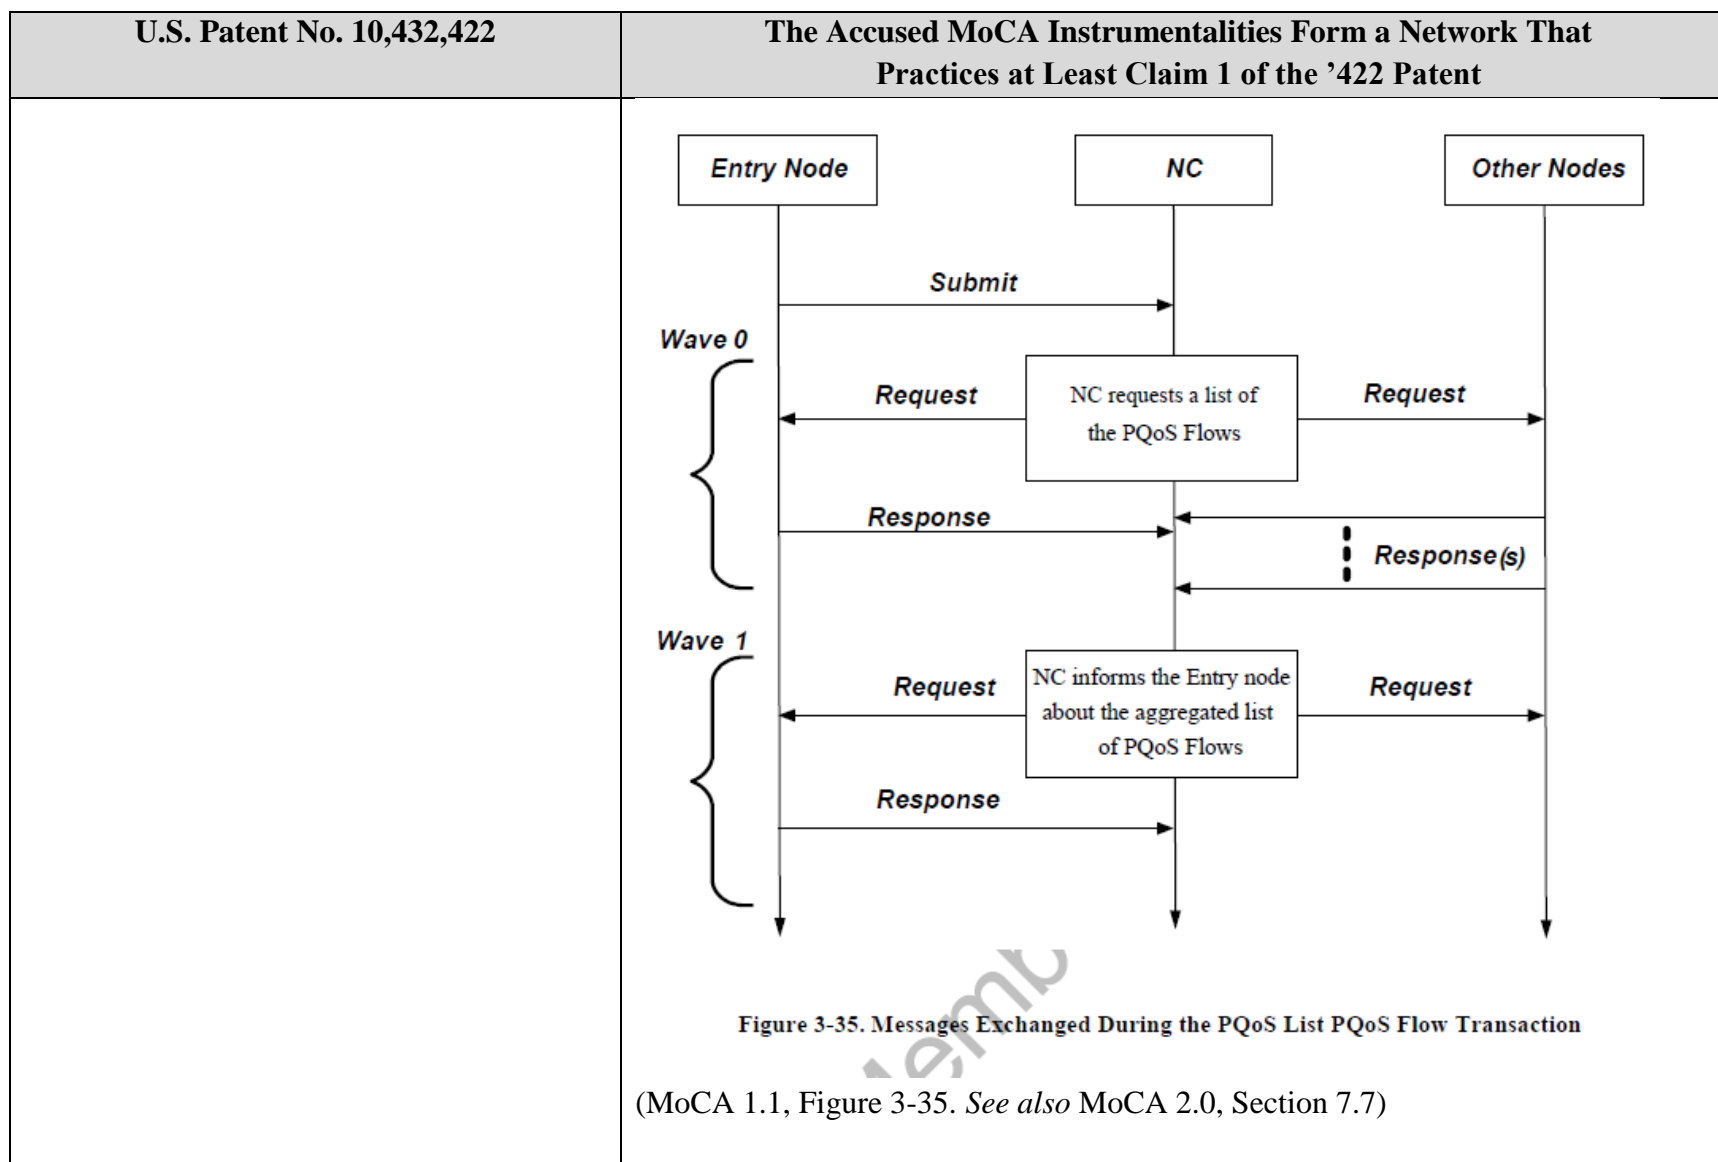 U.S. Patent No. 10,432,422
The Accused MoCA Instrumentalities Form a Network That
Practices at Least Claim 1 of the ’422 Patent
Entry Node
NC
Other Nodes
Submit
Wave 0
Request
NC requests a list of
the PQoS Flows
Request
Response
Response(s)
Wave 1
Request
NC informs the Entry node
about the aggregated list
of PQoS Flows
Request
Response
Memb
Figure 3-35. Messages Exchanged During the PQoS List PQoS Flow Transaction
(MoCA 1.1, Figure 3-35. See also MoCA 2.0, Section 7.7)